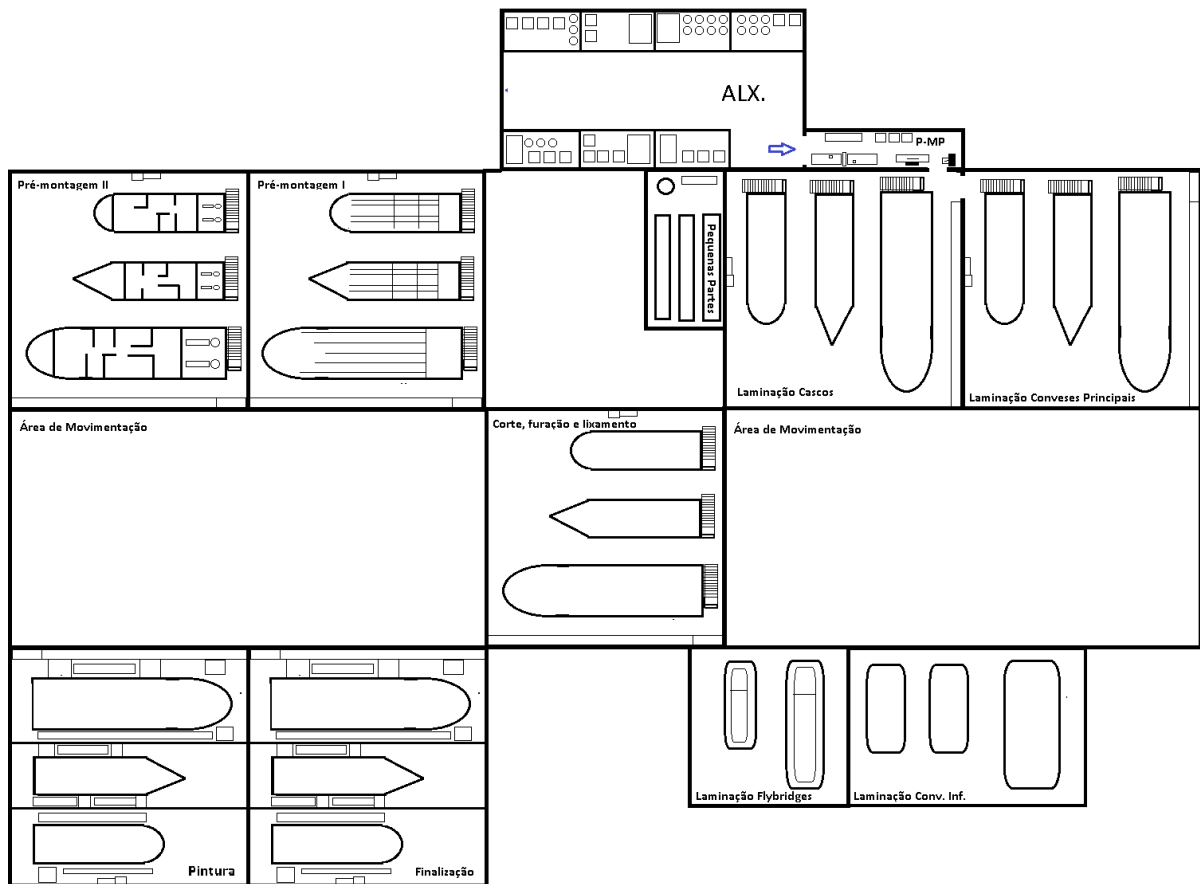 ALX.
P-MP
Pré-montagem II
Pré-montagem I
Pequenas Partes
Laminação Cascos
Laminação Conveses Principais
Área de Movimentação
Corte, furação e lixamento
Área de Movimentação
Laminação Flybridges
Laminação Conv. Inf.
Pintura
Finalização